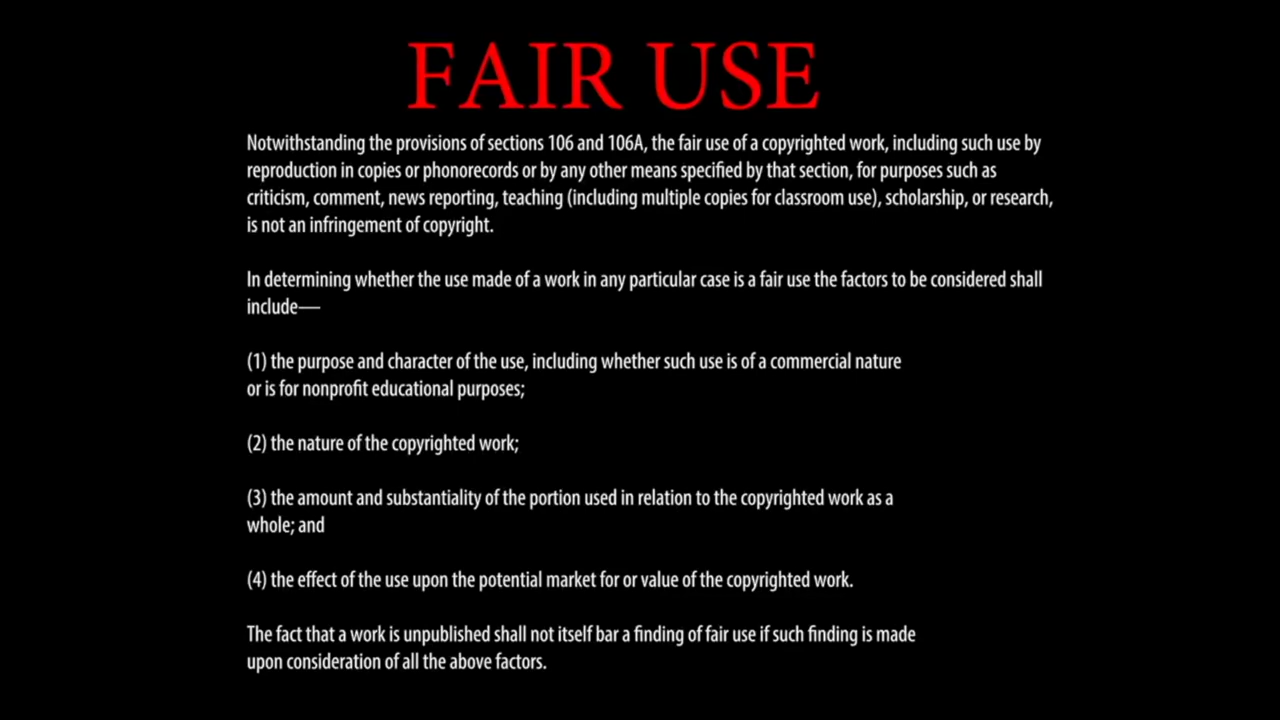 FAIR USE
Notwithstanding the provisions of sections 106 and 106A, the fair use of a copyrighted work, including such use by
reproduction in copies or phonorecords or by any other means specified by that section, for purposes such as
criticism, comment, news reporting, teaching (including multiple copies for classroom use), scholarship, or research,
is not an infringement of copyright.
In determining whether the use made of a work in any particular case is a fair use the factors to be considered shall
include—
(1) the purpose and character of the use, including whether such use is of a commercial nature
or is for nonprofit educational purposes;
(2) the nature of the copyrighted work;
(3) the amount and substantiality of the portion used in relation to the copyrighted work as a
whole; and
(4) the effect of the use upon the potential market for or value of the copyrighted work.
The fact that a work is unpublished shall not itself bar a finding of fair use if such finding is made
upon consideration of all the above factors.